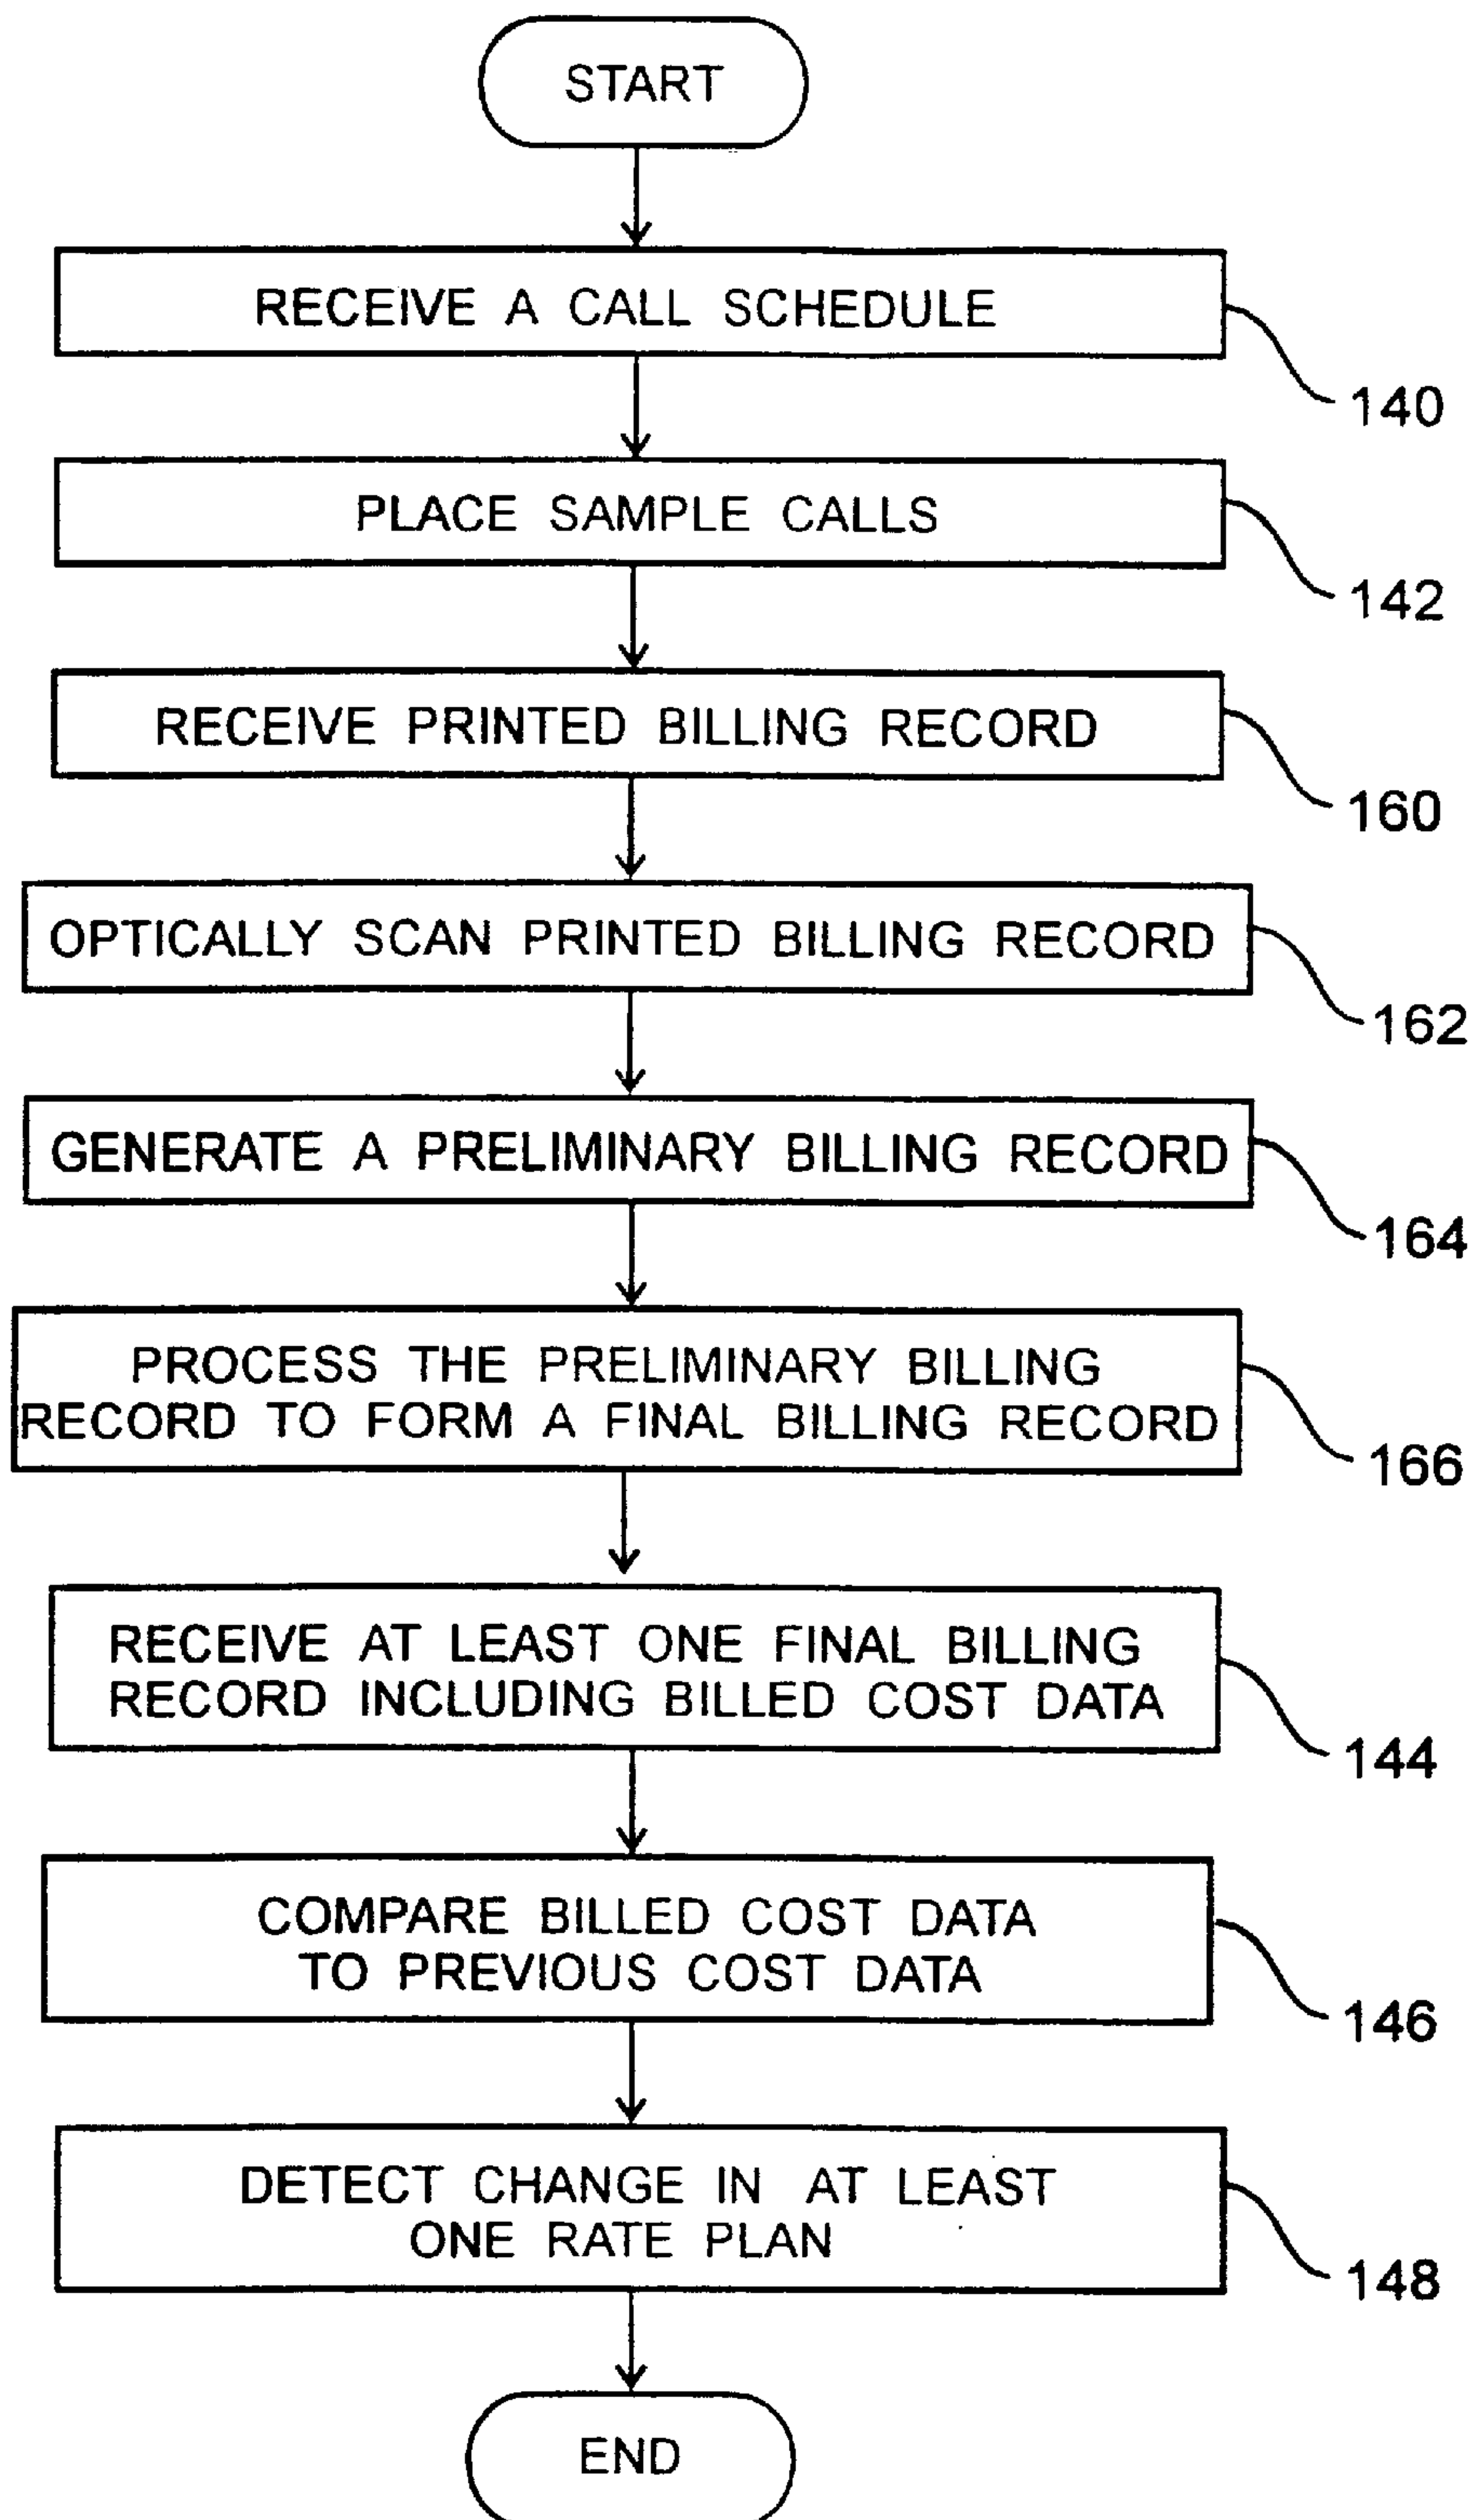 START
RECEIVE A CALL SCHEDULE
140
PLACE SAMPLE CALLS
142
RECEIVE PRINTED BILLING RECORD
160
OPTICALLY SCAN PRINTED BILLING RECORD
162
GENERATE A PRELIMINARY BILLING RECORD
164
PROCESS THE PRELIMINARY BILLING
RECORD TO FORM A FINAL BILLING RECORD
166
RECEIVE AT LEAST ONE FINAL BILLING
RECORD INCLUDING BILLED COST DATA
144
COMPARE BILLED COST DATA
TO PREVIOUS COST DATA
146
DETECT CHANGE IN AT LEAST
ONE RATE PLAN
148
END